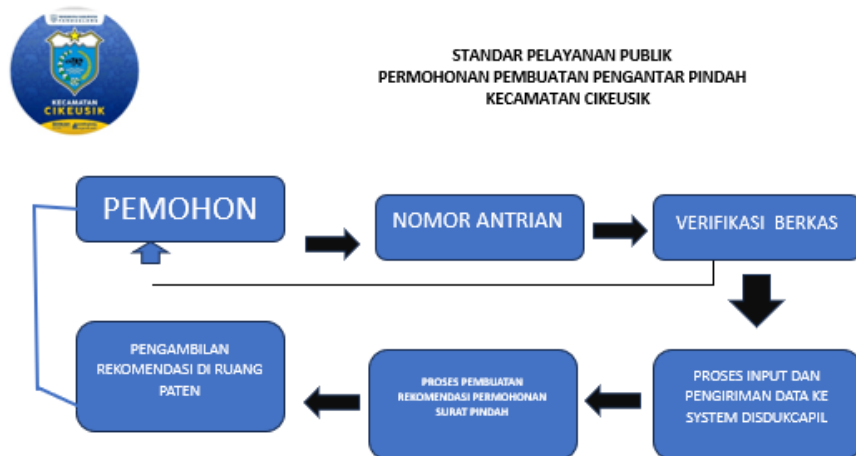 KECAMATAN
CIKEUSIK
STANDAR PELAYANAN PUBLIK
PERMOHONAN PEMBUATAN PENGANTAR PINDAH
KECAMATAN CIKEUSIK
PEMOHON
NOMOR ANTRIAN
VERIFIKASI BERKAS
PENGAMBILAN
REKOMENDASI DI RUANG
PATEN
PROSES PEMBUATAN
REKOMENDASI PERMOHONAN
SURAT PINDAH
PROSES INPUT DAN
PENGIRIMAN DATA KE
SYSTEM DISDUKCAPIL